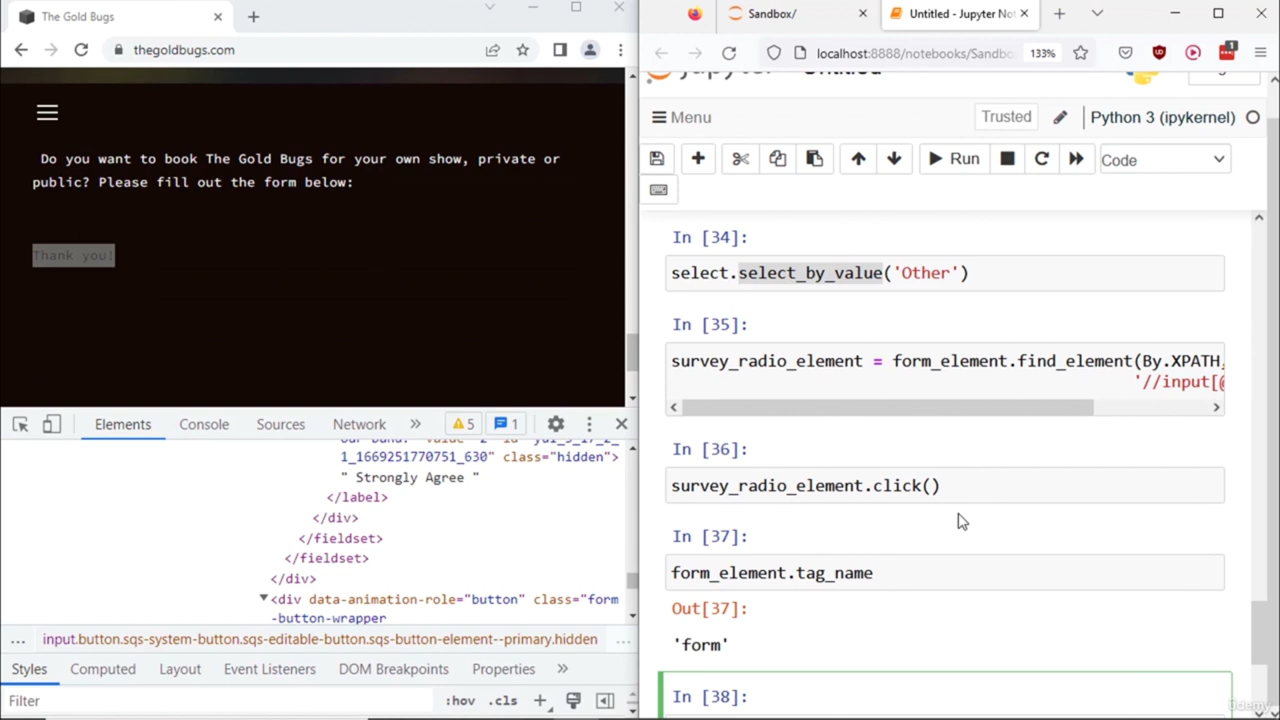 The Gold Bugs
Sandbox/
Untitled - Jupyter Not
thegoldbugs.com
localhost:8888/notebooks/Sandbo
133%
1
Do you want to book The Gold Bugs for your own show, private or
public? Please fill out the form below:
Thank you!
Menu
Trusted
Python 3 (ipykernel)
Run
Code
In [34]:
select.select_by_value('Other')
In [35]:
survey_radio_element = form_element.find_element(By.XPATH,
'//input[@
In [36]:
survey_radio_element.click()
In [37]:
form_element.tag_name
Out[37]:
'form'
In [38]:
Elements
Console
Sources
Network
5
1
1_1_1669251770751_630" class="hidden">
" Strongly Agree "
</label>
</div>
</fieldset>
</fieldset>
</div>
<div data-animation-role="button" class="form
-button-wrapper
... input.button.sqs-system-button.sqs-editable-button.sqs-button-element--primary.hidden ...
Styles
Computed
Layout
Event Listeners
DOM Breakpoints
Properties
Filter
:hov
.cls
Udemy